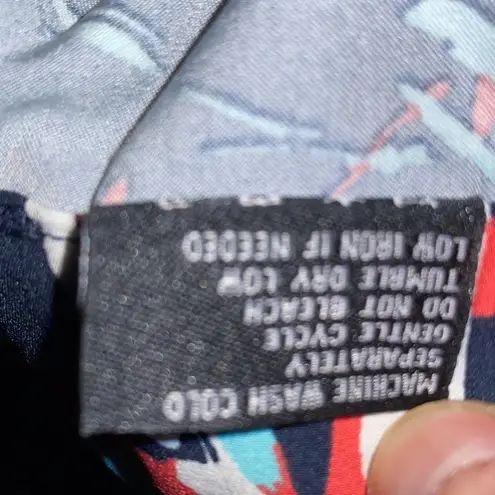 MACHINE WASH COLD
SEPARATELY
GENTLE CYCLE
DO NOT BLEACH
TUMBLE DRY LOW
LOW IRON IF NEEDED